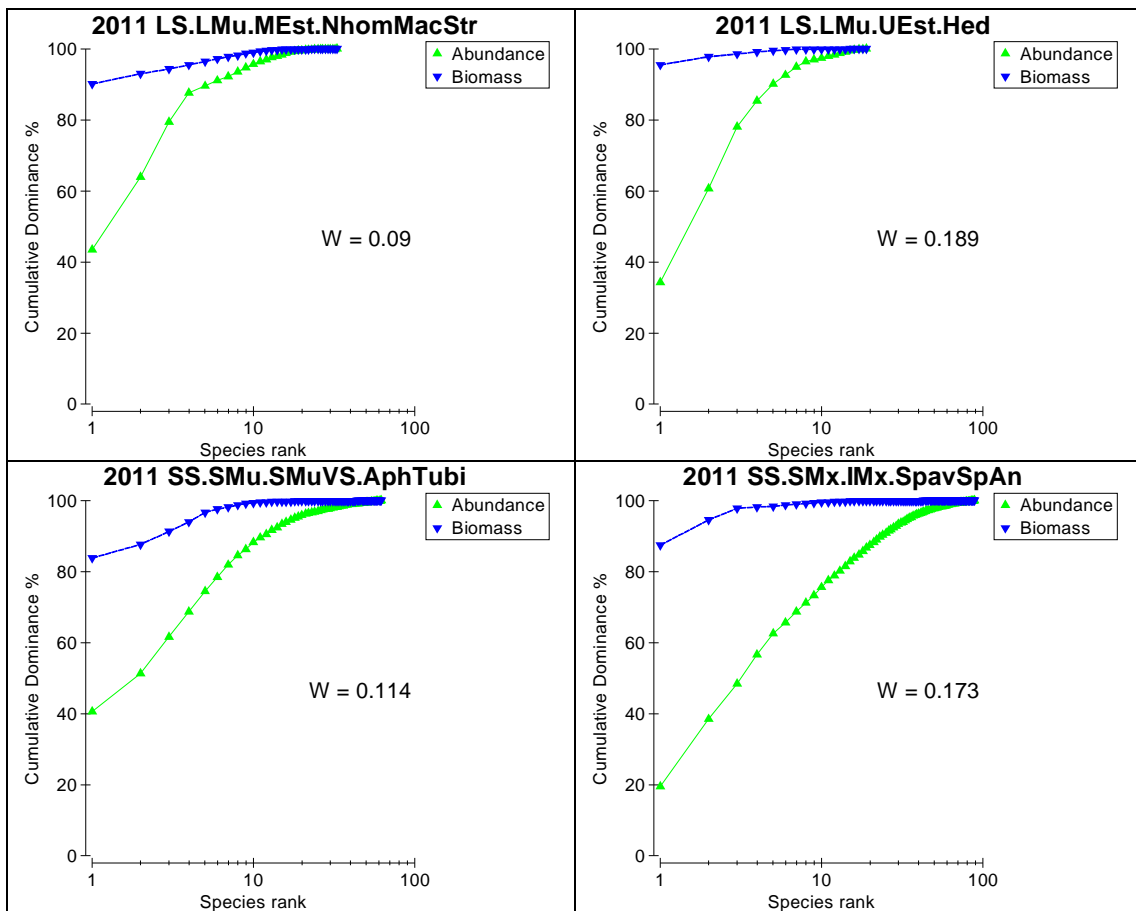 2011 LS.LMu.MEst.NhomMacStr
Cumulative Dominance %
100
80
60
40
20
0
Abundance
Biomass
W = 0.09
1 10 100
Species rank
2011 LS.LMu.UEst.Hed
Cumulative Dominance %
100
80
60
40
20
0
Abundance
Biomass
W = 0.189
1 10 100
Species rank
2011 SS.SMu.SMuVS.AphTubi
Cumulative Dominance %
100
80
60
40
20
0
Abundance
Biomass
W = 0.114
1 10 100
Species rank
2011 SS.SMx.IMx.SpavSpAn
Cumulative Dominance %
100
80
60
40
20
0
Abundance
Biomass
W = 0.173
1 10 100
Species rank